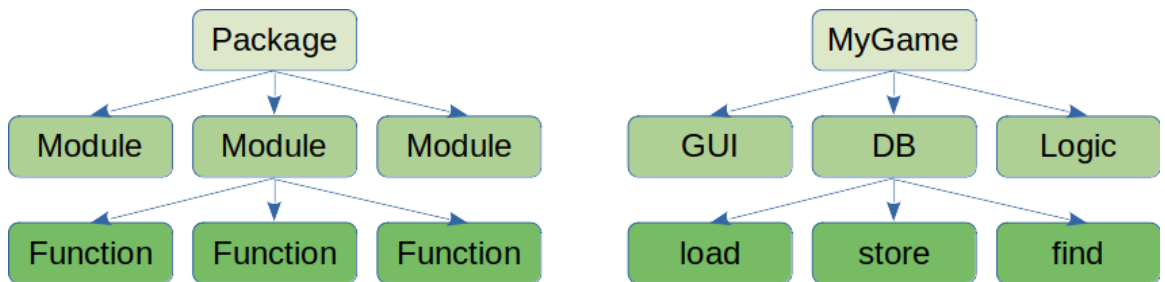 Package
Module Module Module
Function Function Function
MyGame
GUI DB Logic
load store find